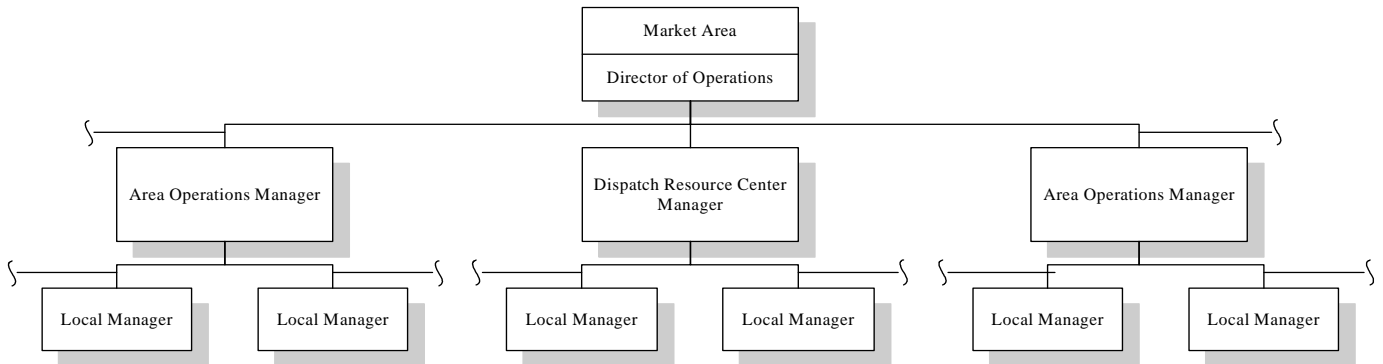 Market Area
Director of Operations
Area Operations Manager
Dispatch Resource Center
Manager
Area Operations Manager
Local Manager
Local Manager
Local Manager
Local Manager
Local Manager
Local Manager